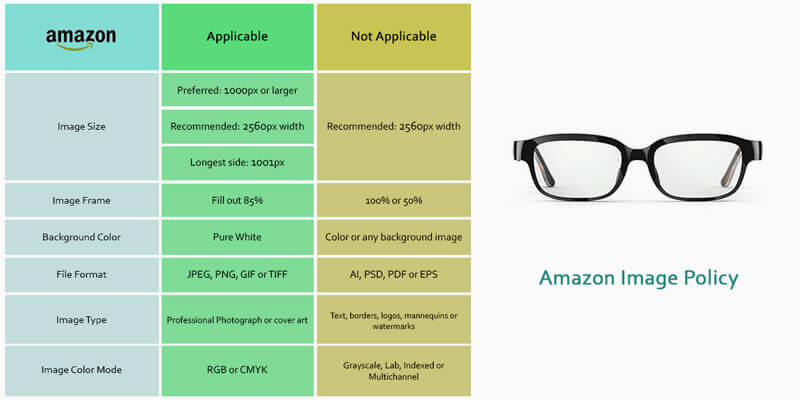 amazon
Applicable
Not Applicable
Image Size
Preferred: 1000px or larger
Recommended: 2560px width
Longest side: 1001px
Recommended: 2560px width
Image Frame
Fill out 85%
100% or 50%
Background Color
Pure White
Color or any background image
File Format
JPEG, PNG, GIF or TIFF
AI, PSD, PDF or EPS
Image Type
Professional Photograph or cover art
Text, borders, logos, mannequins or
watermarks
Image Color Mode
RGB or CMYK
Grayscale, Lab, Indexed or
Multichannel
Amazon Image Policy